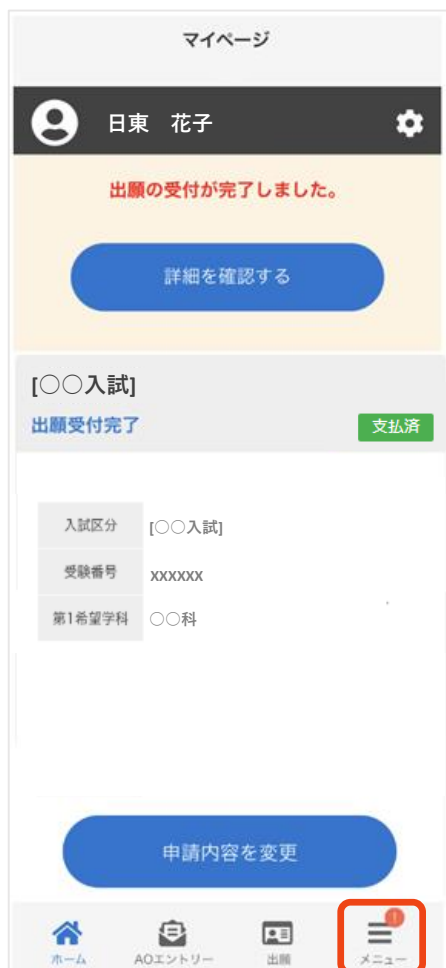 マイページ
日東 花子
出願の受付が完了しました。
詳細を確認する
[○○入試]
出願受付完了 支払済
入試区分 [○○入試]
受験番号 xxxxxx
第1希望学科 ○○科
申請内容を変更
!
ホーム AOエントリー 出願 メニュー